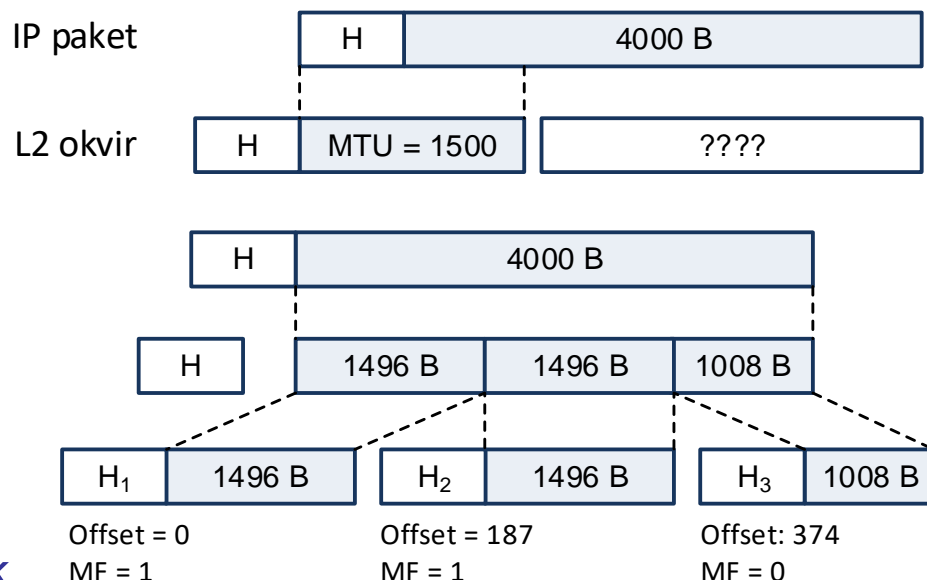 IP paket
H
4000 B
L2 okvir
H
MTU = 1500
????
H
4000 B
H
1496 B
1496 B
1008 B
H₁
1496 B
H₂
1496 B
H₃
1008 B
Offset = 0
Offset = 187
Offset: 374
MF = 1
MF = 1
MF = 0